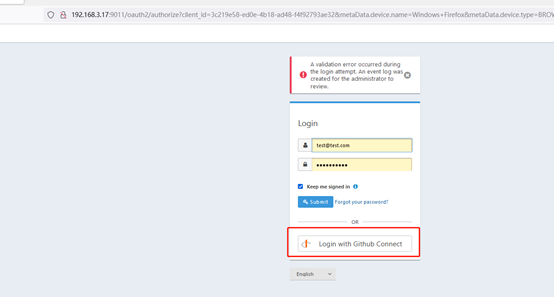 192.168.3.17:9011/oauth2/authorize?client_id=3c219e58-ed0e-4b18-ad48-f4f92793ae32&metaData.device.name=Windows+Firefox&metaData.device.type=BRO
A validation error occurred during
the login attempt. An event log was
created for the administrator to
review.
Login
test@test.com
••••••••••
Keep me signed in
Submit Forgot your password?
OR
Login with Github Connect
English